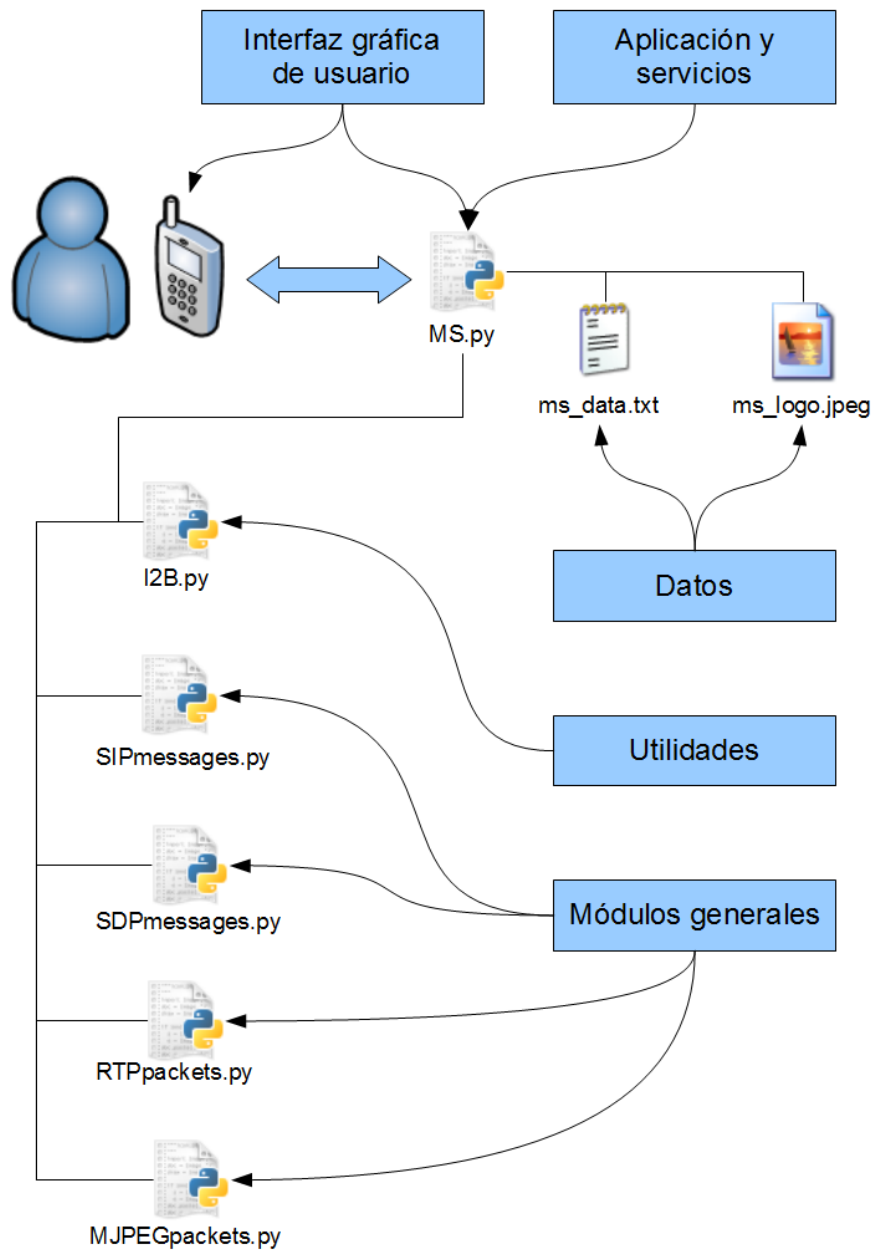 Interfaz gráfica
de usuario
Aplicación y
servicios
MS.py
ms_data.txt
ms_logo.jpeg
I2B.py
Datos
SIPmessages.py
Utilidades
SDPmessages.py
Módulos generales
RTPpackets.py
MJPEGpackets.py